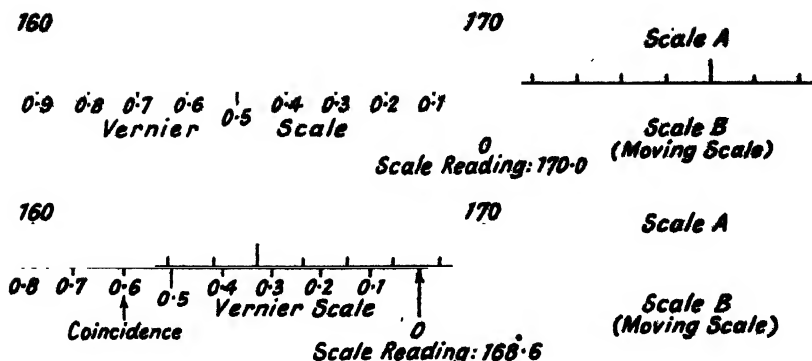 160 170 Scale A
0.9 0.8 0.7 0.6 0.5 0.4 0.3 0.2 0.1
Vernier Scale
0
Scale B
(Moving Scale)
Scale Reading: 170.0
160 170 Scale A
0.8 0.7 0.6 0.5 0.4 0.3 0.2 0.1
Vernier Scale
Coincidence
0
Scale B
(Moving Scale)
Scale Reading: 168.6